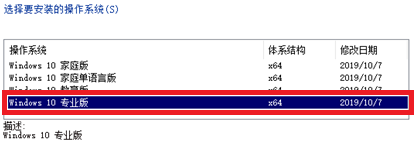 选择要安装的操作系统(S)
操作系统 体系结构 修改日期
Windows 10 家庭版 x64 2019/10/7
Windows 10 家庭单语言版 x64 2019/10/7
Windows 10 教育版 x64 2019/10/7
Windows 10 专业版 x64 2019/10/7
描述:
Windows 10 专业版